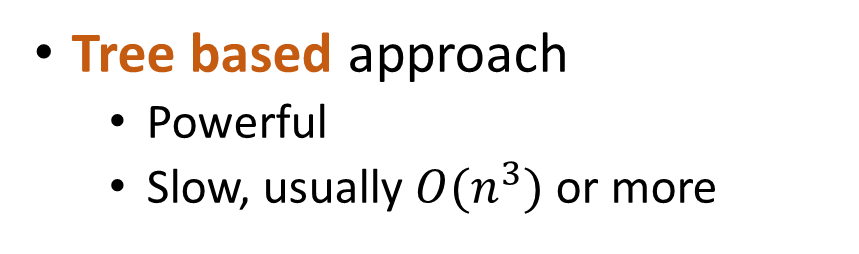 • Tree based approach
• Powerful
• Slow, usually 𝑂(𝑛³) or more